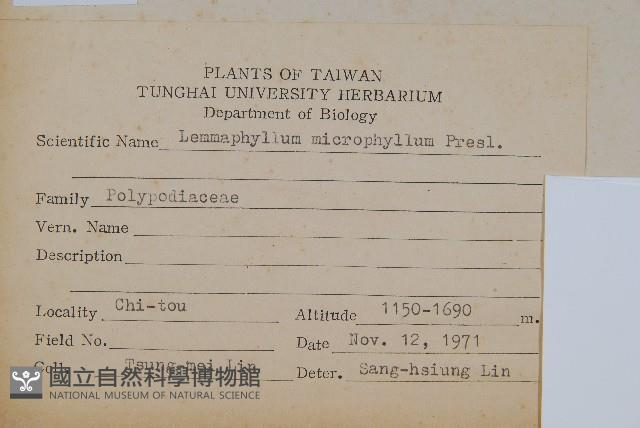 PLANTS OF TAIWAN
TUNGHAI UNIVERSITY HERBARIUM
Department of Biology
Scientific Name Lemmaphyllum microphyllum Presl.
Family Polypodiaceae
Vern. Name
Description
Locality Chi-tou Altitude 1150-1690 m.
Field No. Date Nov. 12, 1971
Coll. Tsung-mei Lin Deter. Sang-hsiung Lin
國立自然科學博物館
NATIONAL MUSEUM OF NATURAL SCIENCE